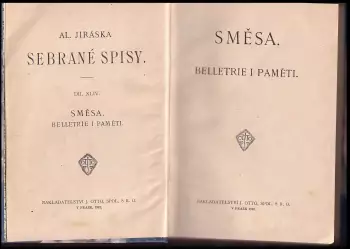 AL. JIRÁSKA
SEBRANÉ SPISY.
DÍL XLIV.
SMĚSA.
BELLETRIE I PAMĚTI.
NAKLADATELSTVÍ J. OTTO, SPOL. S R. O.
V PRAZE
SMĚSA.
BELLETRIE I PAMĚTI.
NAKLADATELSTVÍ J. OTTO, SPOL. S R. O.
V PRAZE